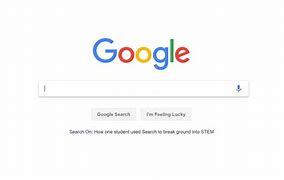 Google
Google Search
I'm Feeling Lucky
Search On: How one student used Search to break ground into STEM